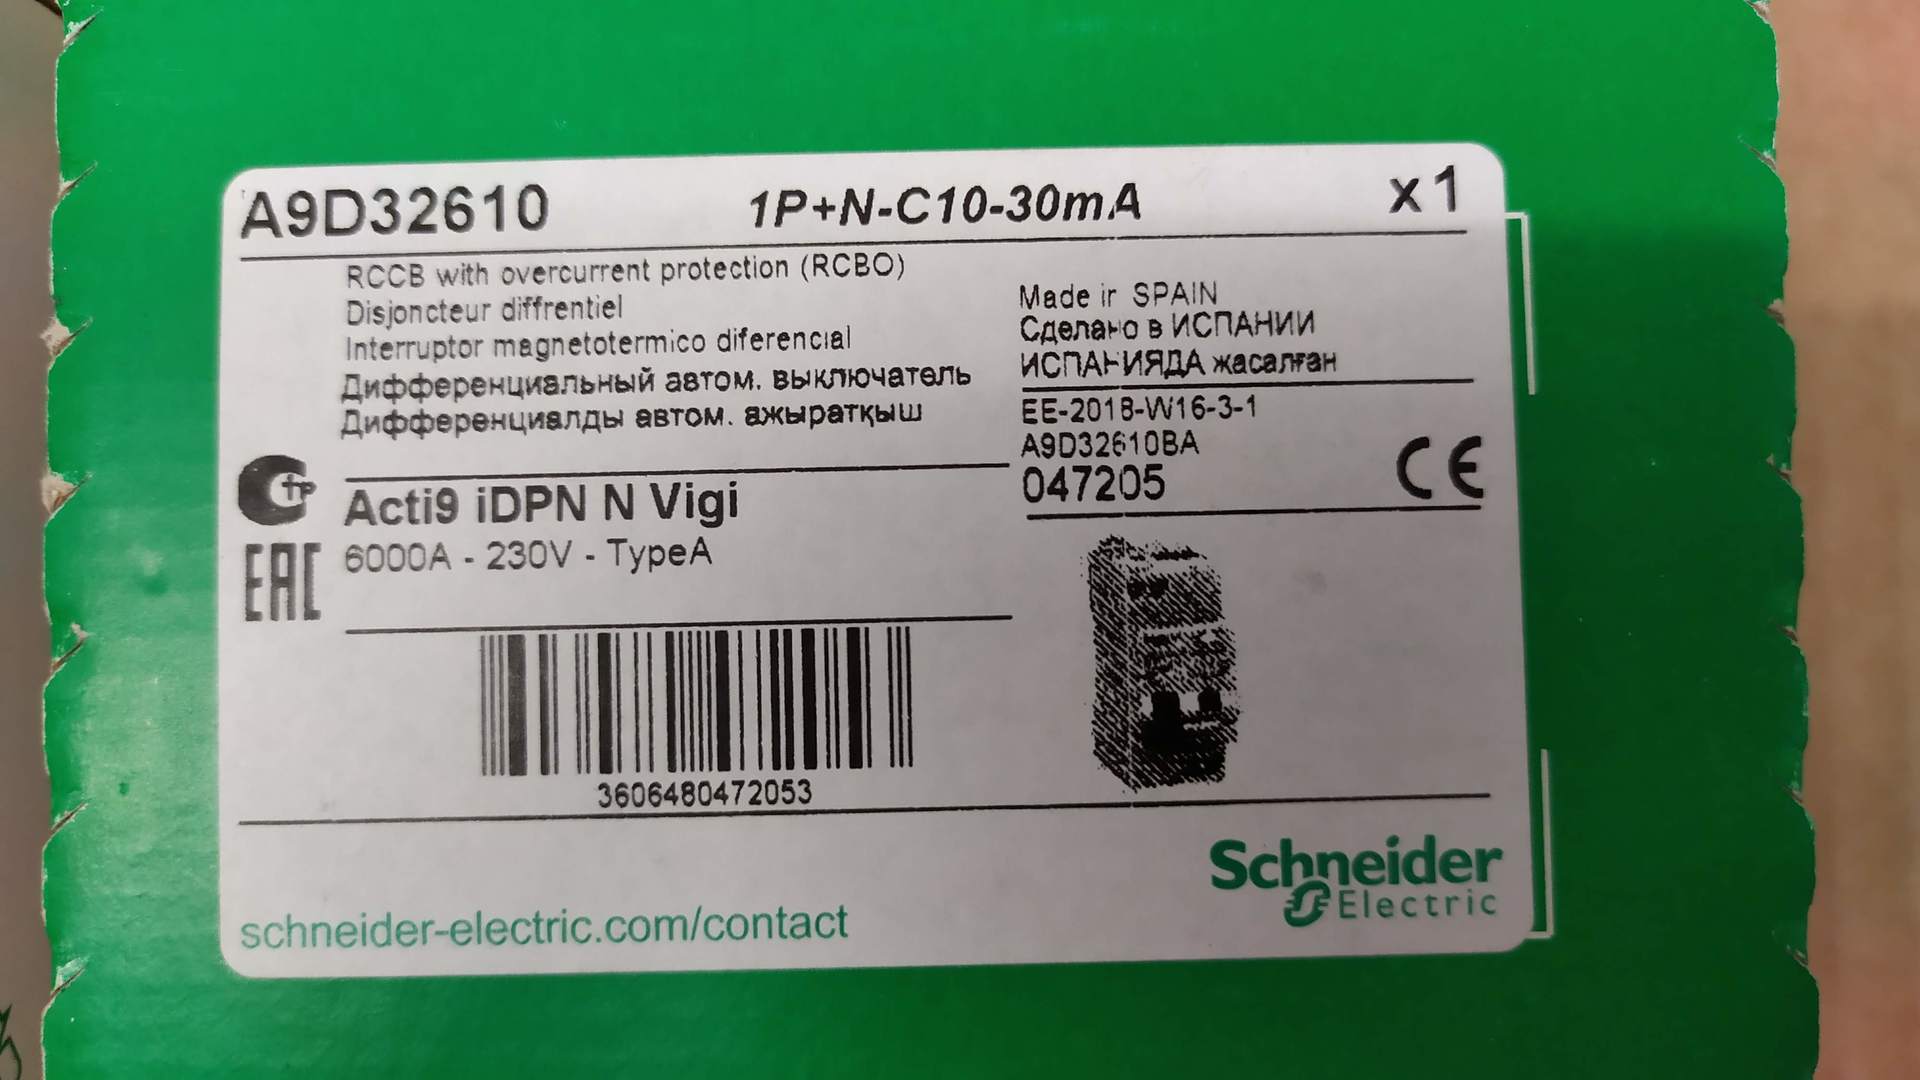 A9D32610 1P+N-C10-30mA x1
RCCB with overcurrent protection (RCBO)
Disjoncteur diffrentiel
Interruptor magnetotermico diferencial
Дифференциальный автом. выключатель
Дифференциалды автом. ажыратқыш
Made in SPAIN
Сделано в ИСПАНИИ
ИСПАНИЯДА жасалған
EE-2018-W16-3-1
A9D32610BA
047205
CE
Acti9 iDPN N Vigi
6000A - 230V - TypeA
EAC
3606480472053
Schneider
Electric
schneider-electric.com/contact